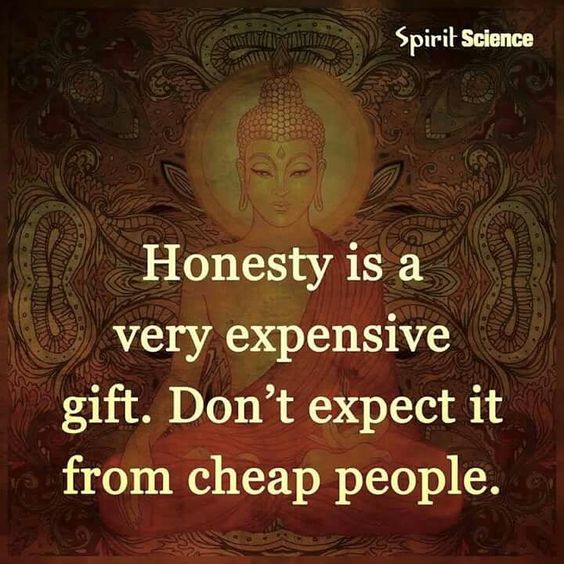 Spirit Science
Honesty is a
very expensive
gift. Don't expect it
from cheap people.